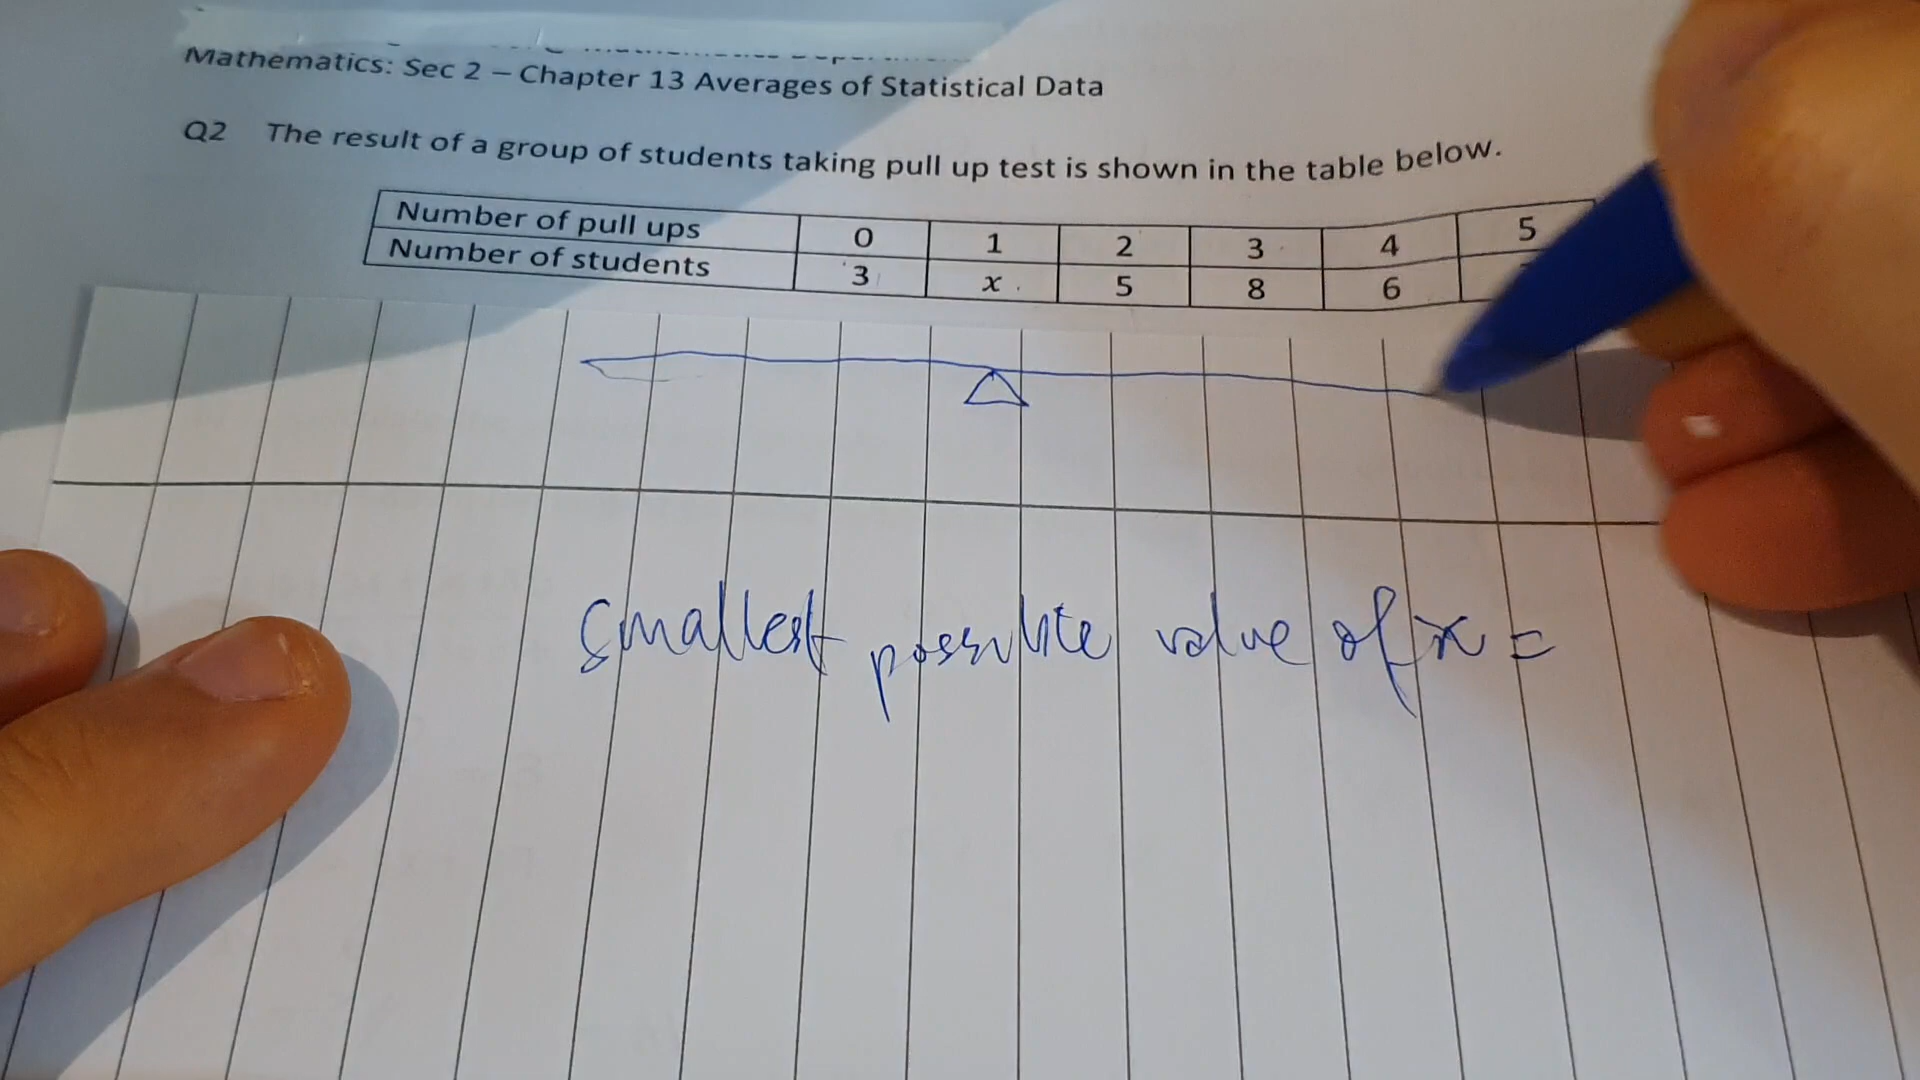 Mathematics: Sec 2 – Chapter 13 Averages of Statistical Data
Q2 The result of a group of students taking pull up test is shown in the table below.
Number of pull ups 0 1 2 3 4 5
Number of students 3 x 5 8 6
smallest possible value of x =